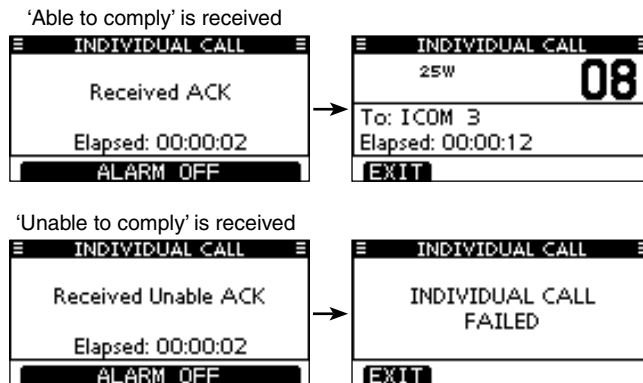 ‘Able to comply’ is received
INDIVIDUAL CALL
Received ACK
Elapsed: 00:00:02
ALARM OFF
INDIVIDUAL CALL
25W
08
To: ICOM 3
Elapsed: 00:00:12
EXIT
‘Unable to comply’ is received
INDIVIDUAL CALL
Received Unable ACK
Elapsed: 00:00:02
ALARM OFF
INDIVIDUAL CALL
INDIVIDUAL CALL
FAILED
EXIT